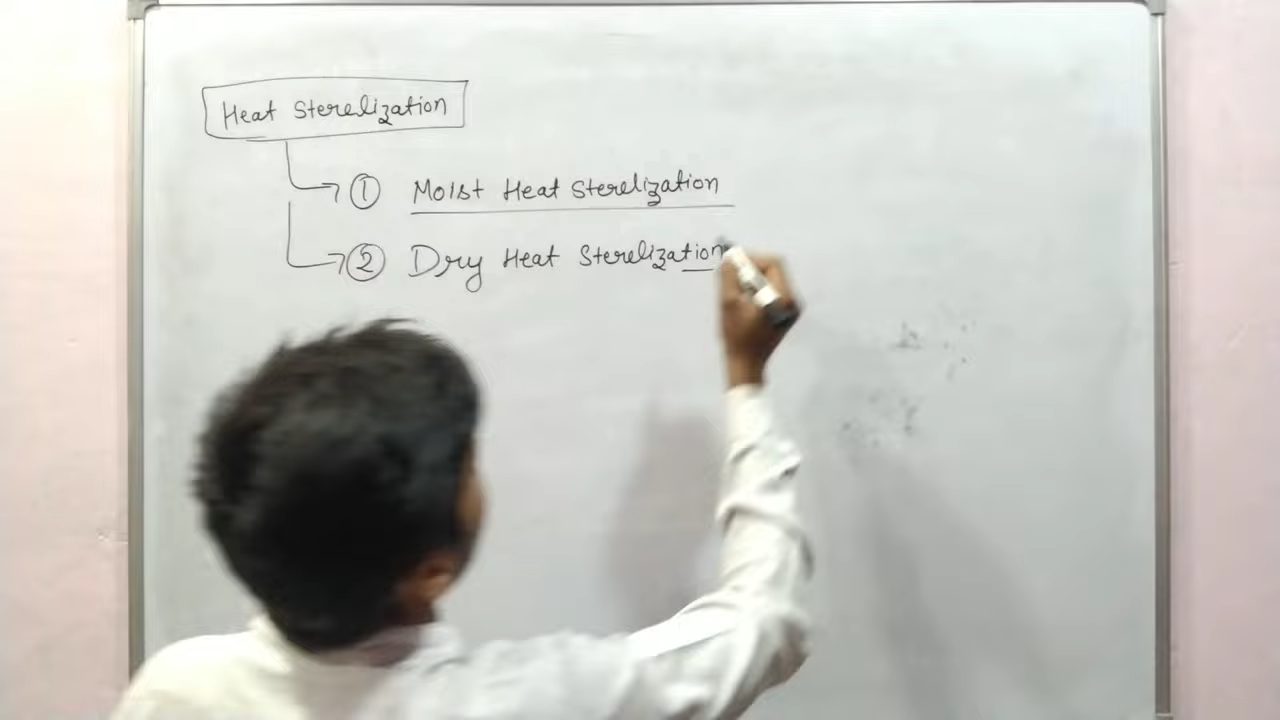 Heat Sterelization
① Moist Heat Sterelization
② Dry Heat Sterelization